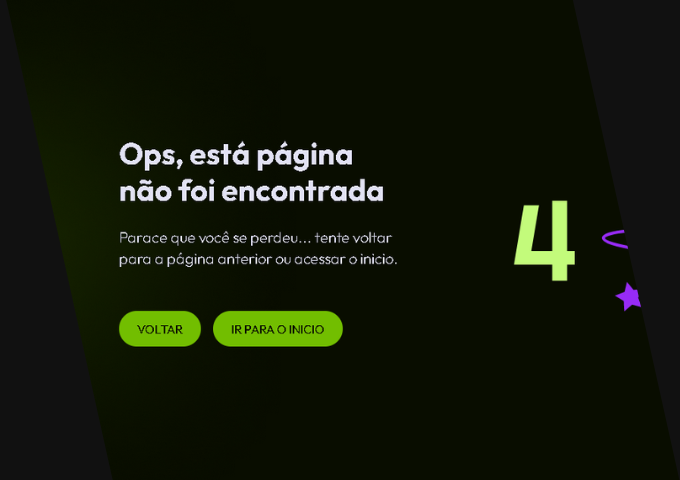 Ops, está página
não foi encontrada
Parace que você se perdeu... tente voltar
para a página anterior ou acessar o inicio.
4
VOLTAR
IR PARA O INICIO